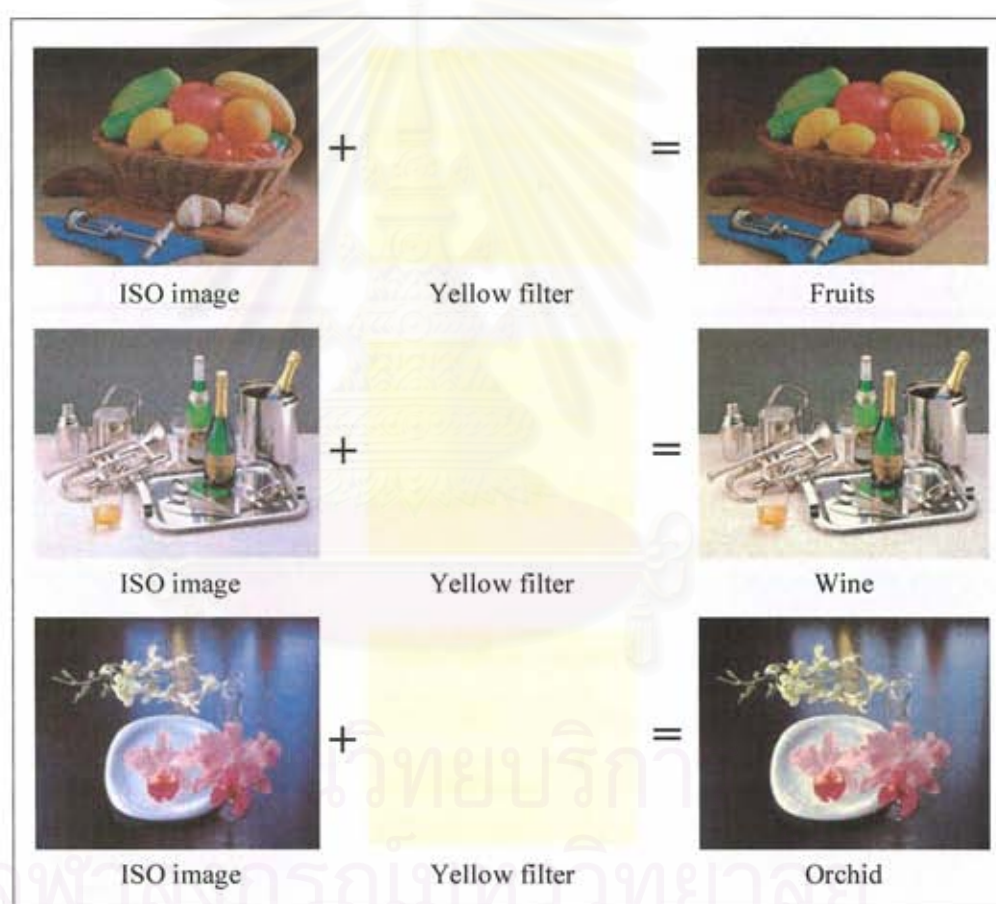 + =
ISO image Yellow filter Fruits
+ =
ISO image Yellow filter Wine
+ =
ISO image Yellow filter Orchid